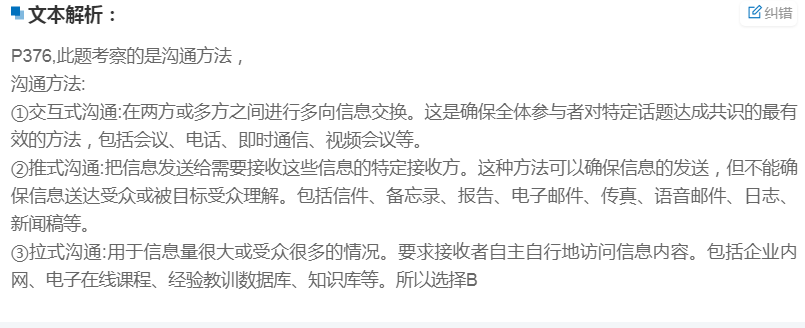 文本解析：
纠错
P376,此题考察的是沟通方法，
沟通方法:
①交互式沟通:在两方或多方之间进行多向信息交换。这是确保全体参与者对特定话题达成共识的最有
效的方法，包括会议、电话、即时通信、视频会议等。
②推式沟通:把信息发送给需要接收这些信息的特定接收方。这种方法可以确保信息的发送，但不能确
保信息送达受众或被目标受众理解。包括信件、备忘录、报告、电子邮件、传真、语音邮件、日志、
新闻稿等。
③拉式沟通:用于信息量很大或受众很多的情况。要求接收者自主自行地访问信息内容。包括企业内
网、电子在线课程、经验教训数据库、知识库等。所以选择B